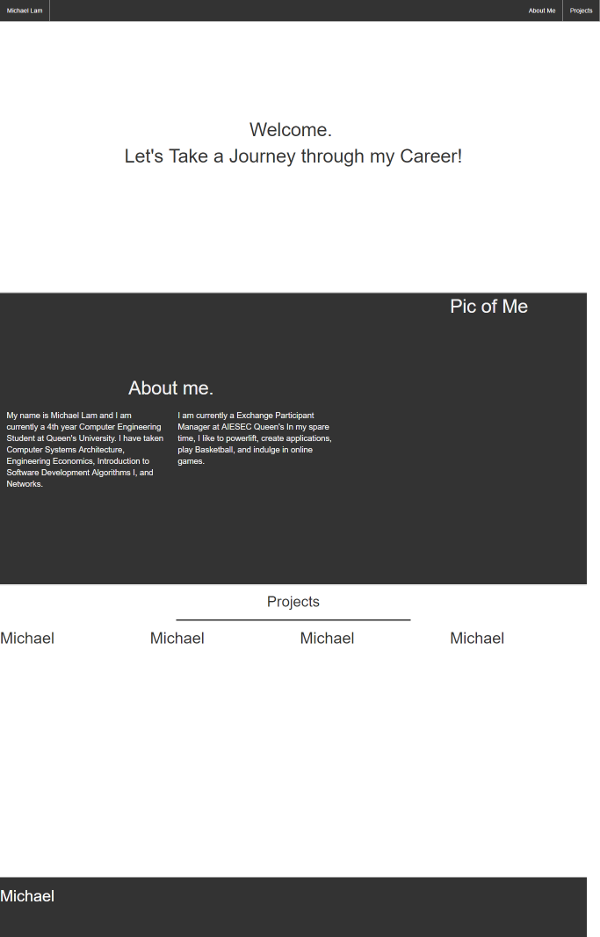 Michael Lam
About Me
Projects
Welcome.
Let's Take a Journey through my Career!
Pic of Me
About me.
My name is Michael Lam and I am
currently a 4th year Computer Engineering
Student at Queen's University. I have taken
Computer Systems Architecture,
Engineering Economics, Introduction to
Software Development Algorithms I, and
Networks.
I am currently a Exchange Participant
Manager at AIESEC Queen's In my spare
time, I like to powerlift, create applications,
play Basketball, and indulge in online
games.
Projects
Michael
Michael
Michael
Michael
Michael